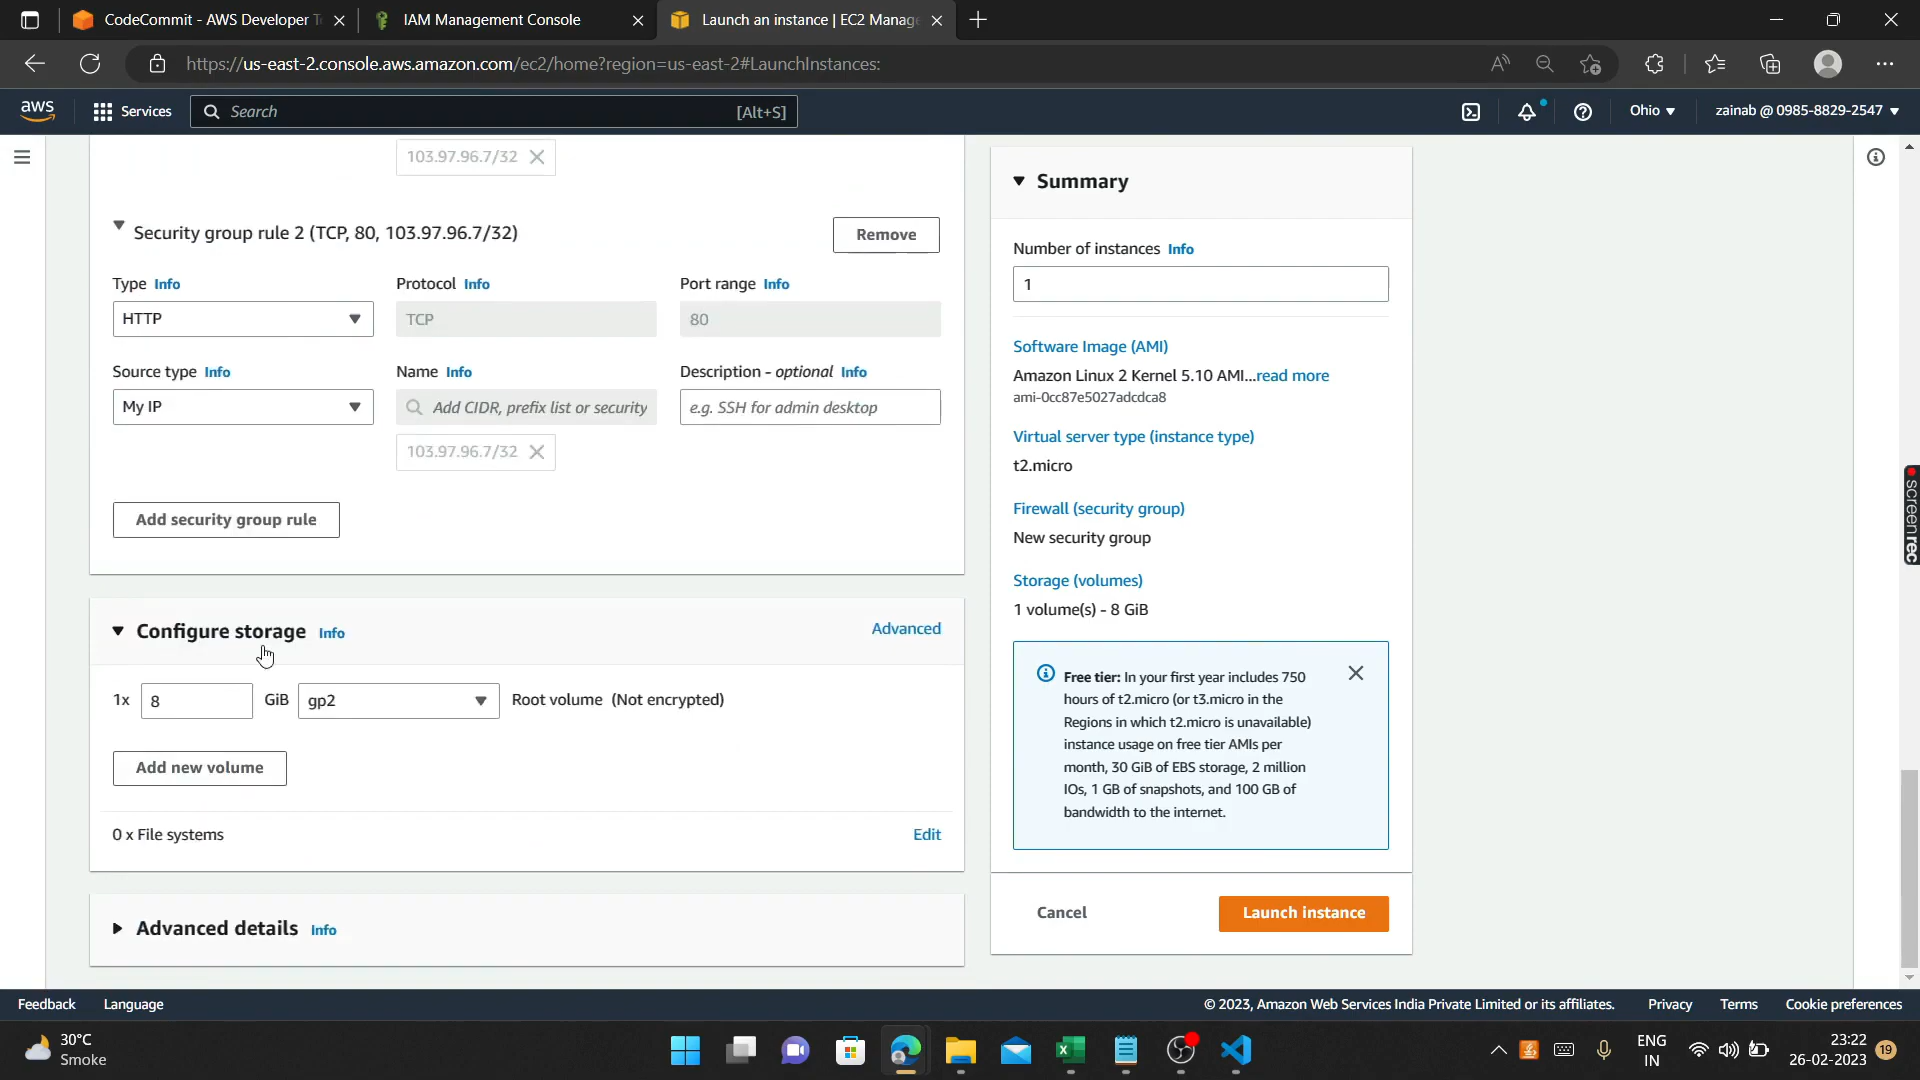 CodeCommit - AWS Developer T
IAM Management Console
Launch an instance | EC2 Manage
https://us-east-2.console.aws.amazon.com/ec2/home?region=us-east-2#LaunchInstances:
aws
Services
Search
[Alt+S]
Ohio
zainab @ 0985-8829-2547
103.97.96.7/32
Security group rule 2 (TCP, 80, 103.97.96.7/32)
Remove
Type Info
Protocol Info
Port range Info
HTTP
TCP
80
Source type Info
Name Info
Description - optional Info
My IP
Add CIDR, prefix list or security
e.g. SSH for admin desktop
103.97.96.7/32
Add security group rule
Configure storage Info
Advanced
1x
8
GiB
gp2
Root volume (Not encrypted)
Add new volume
0 x File systems
Edit
Advanced details Info
Summary
Number of instances Info
1
Software Image (AMI)
Amazon Linux 2 Kernel 5.10 AMI...read more
ami-0cc87e5027adcdca8
Virtual server type (instance type)
t2.micro
Firewall (security group)
New security group
Storage (volumes)
1 volume(s) - 8 GiB
Free tier: In your first year includes 750
hours of t2.micro (or t3.micro in the
Regions in which t2.micro is unavailable)
instance usage on free tier AMIs per
month, 30 GiB of EBS storage, 2 million
IOs, 1 GB of snapshots, and 100 GB of
bandwidth to the internet.
Cancel
Launch instance
screenrec
Feedback
Language
© 2023, Amazon Web Services India Private Limited or its affiliates.
Privacy
Terms
Cookie preferences
30°C
Smoke
ENG
IN
23:22
26-02-2023
19